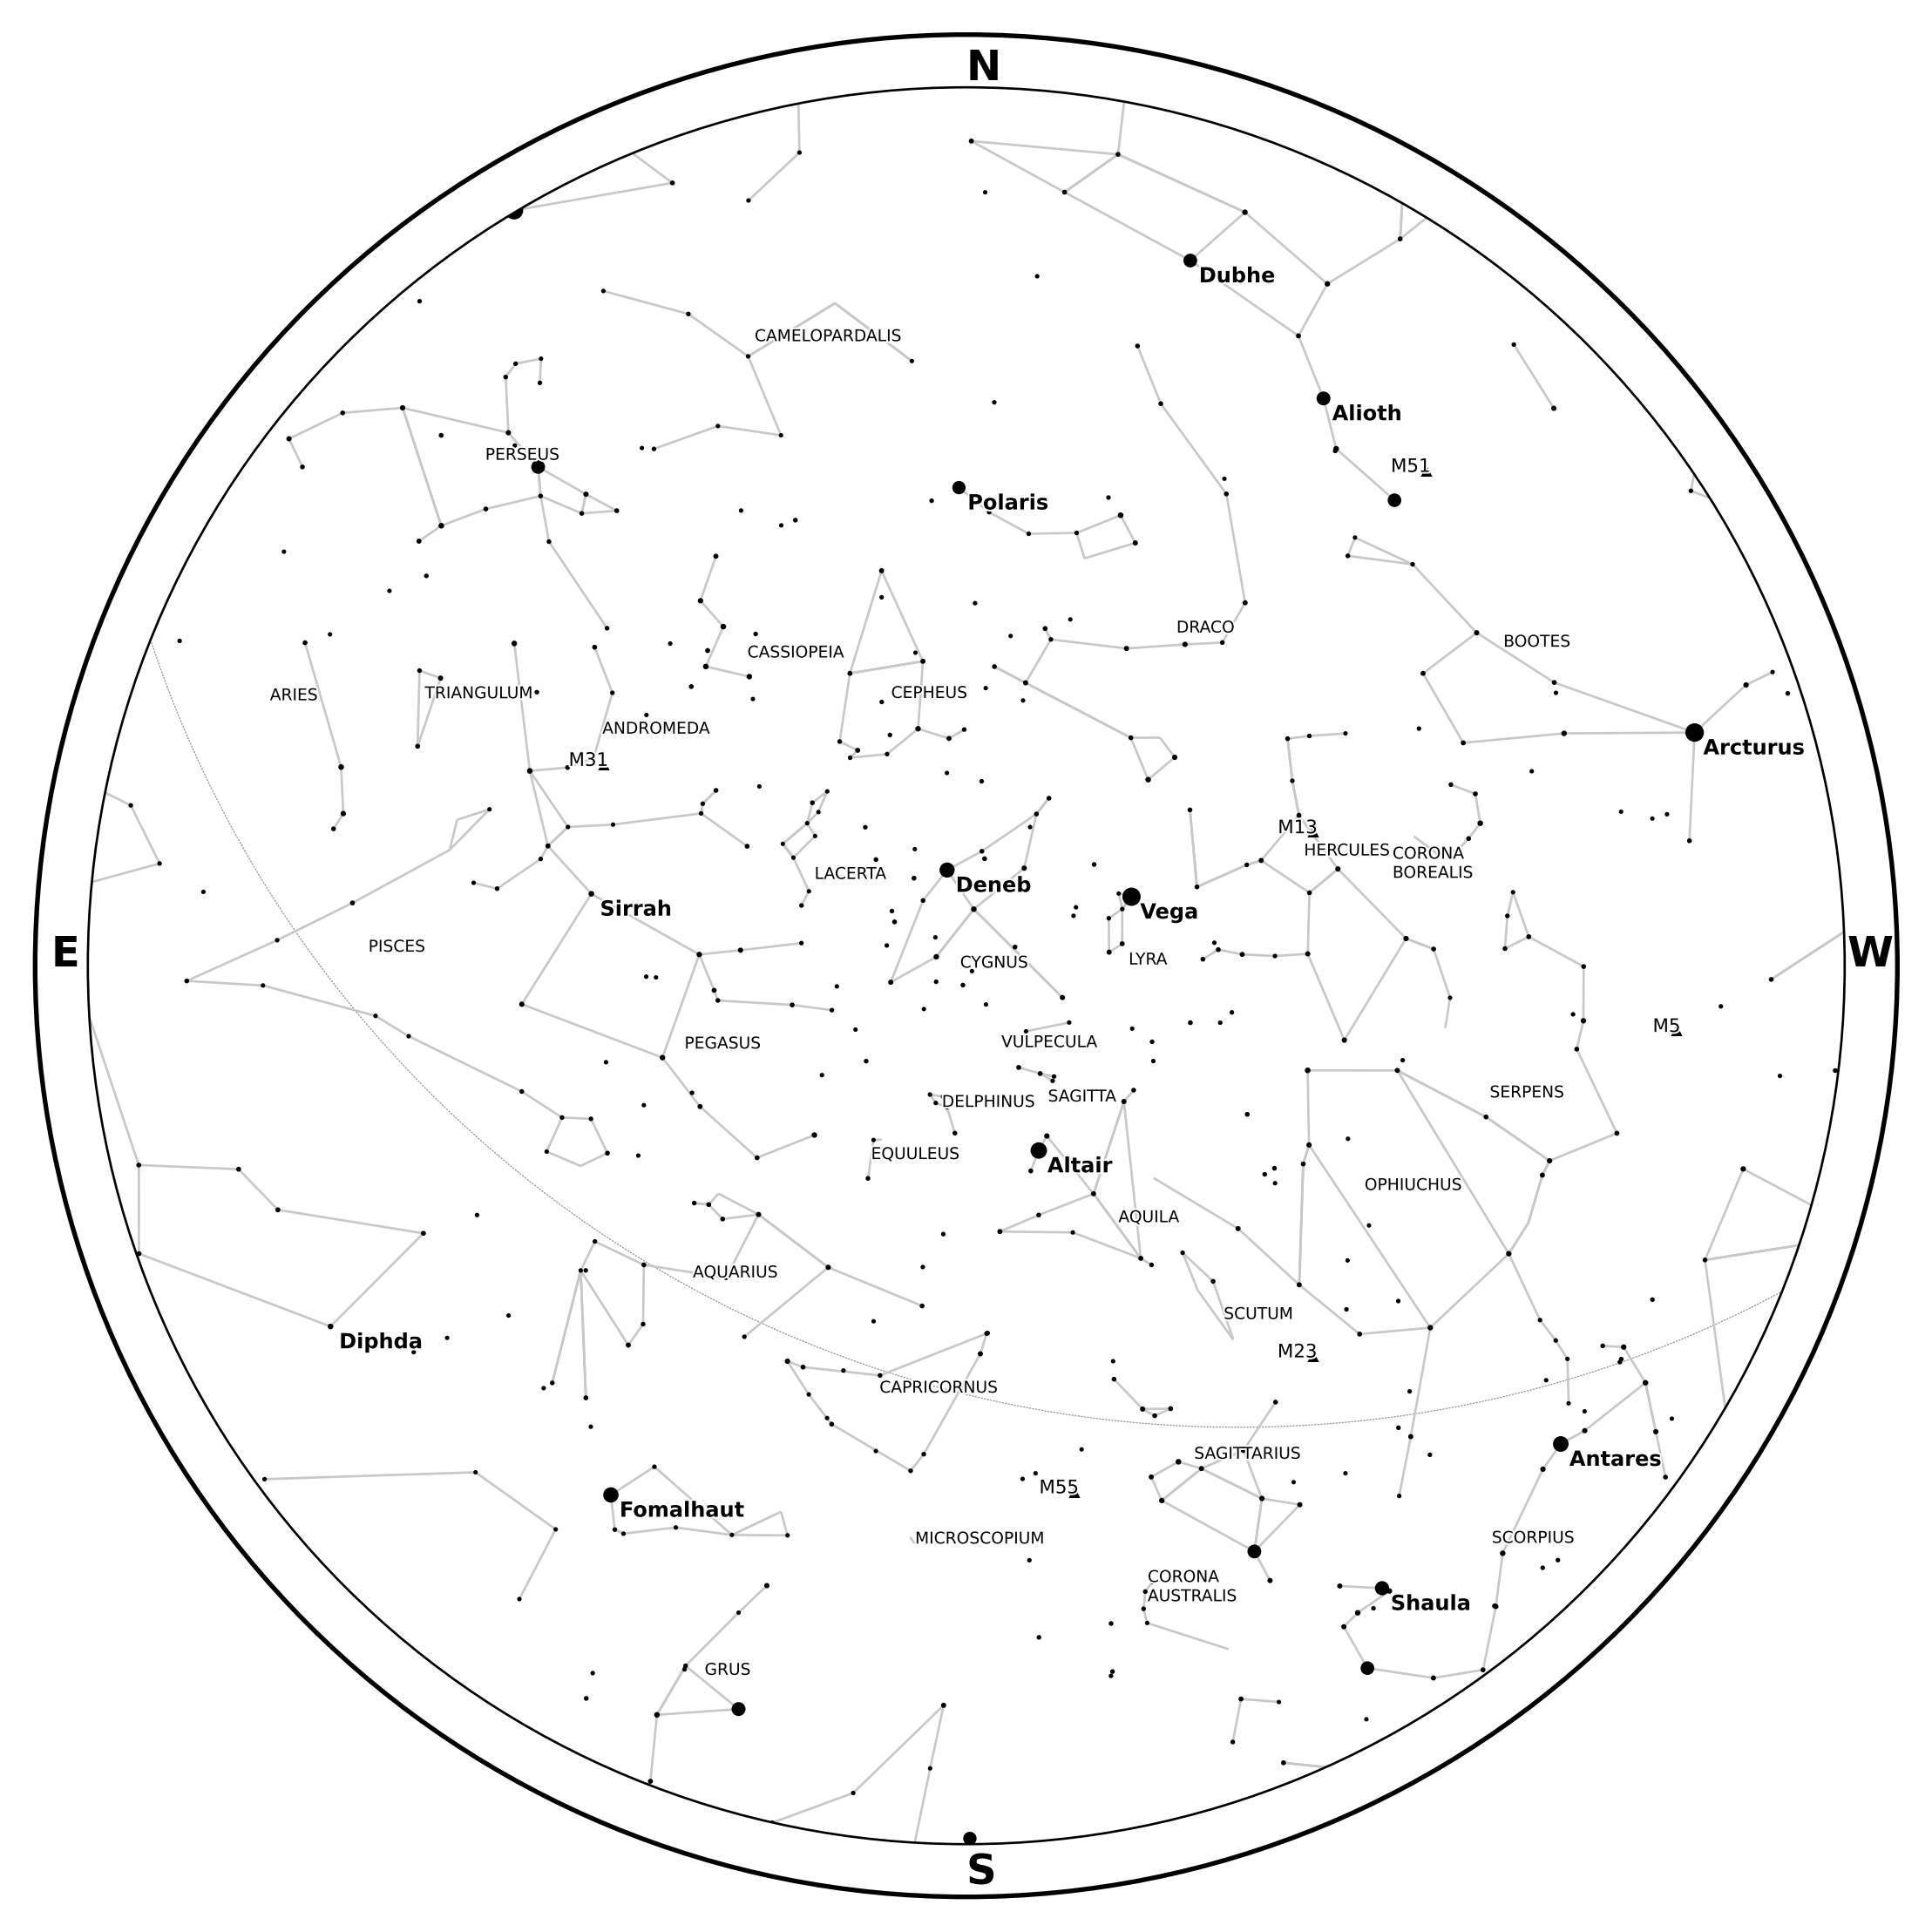 N
Dubhe
CAMELOPARDALIS
Alioth
PERSEUS
M51
Polaris
DRACO
BOOTES
CASSIOPEIA
ARIES
TRIANGULUM
CEPHEUS
ANDROMEDA
Arcturus
M31
M13
HERCULES
CORONA
BOREALIS
LACERTA
Deneb
Sirrah
Vega
E
PISCES
W
CYGNUS
LYRA
M5
PEGASUS
VULPECULA
SERPENS
SAGITTA
DELPHINUS
EQUULEUS
Altair
OPHIUCHUS
AQUILA
AQUARIUS
SCUTUM
Diphda
M23
CAPRICORNUS
SAGITTARIUS
Antares
M55
Fomalhaut
MICROSCOPIUM
SCORPIUS
CORONA
AUSTRALIS
Shaula
GRUS
S